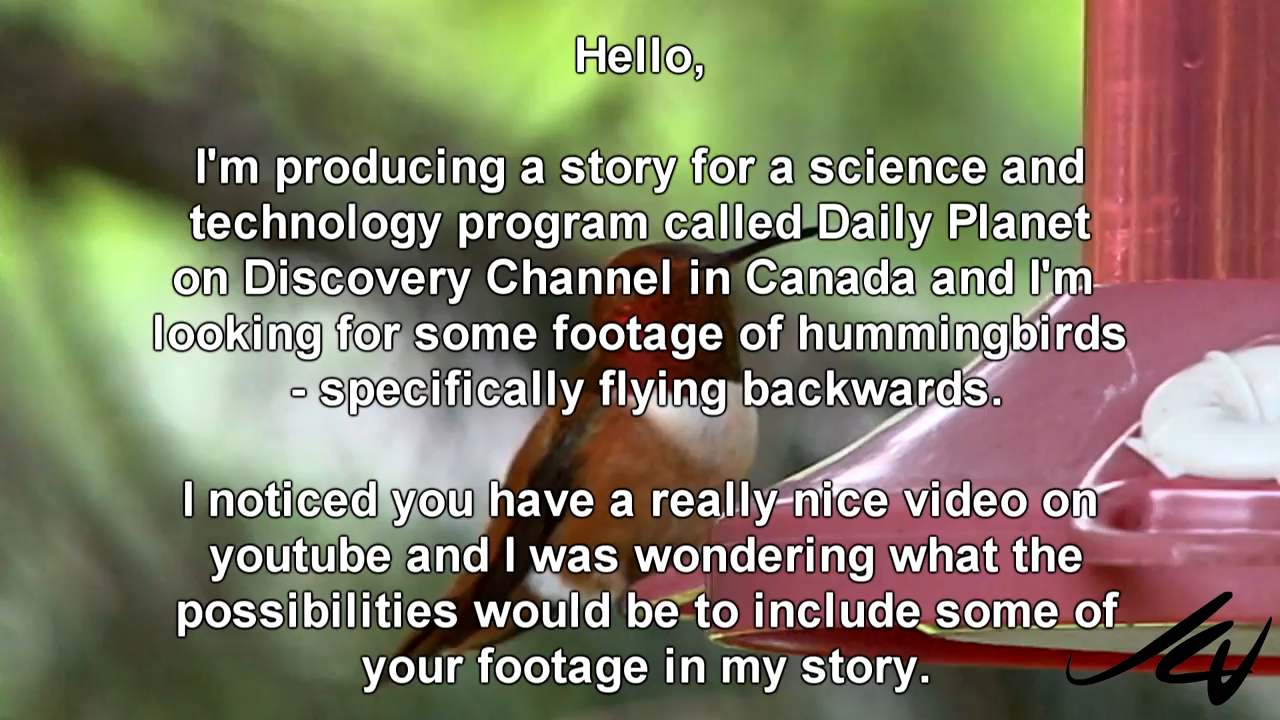 Hello,
I'm producing a story for a science and
technology program called Daily Planet
on Discovery Channel in Canada and I'm
looking for some footage of hummingbirds
- specifically flying backwards.
I noticed you have a really nice video on
youtube and I was wondering what the
possibilities would be to include some of
your footage in my story.